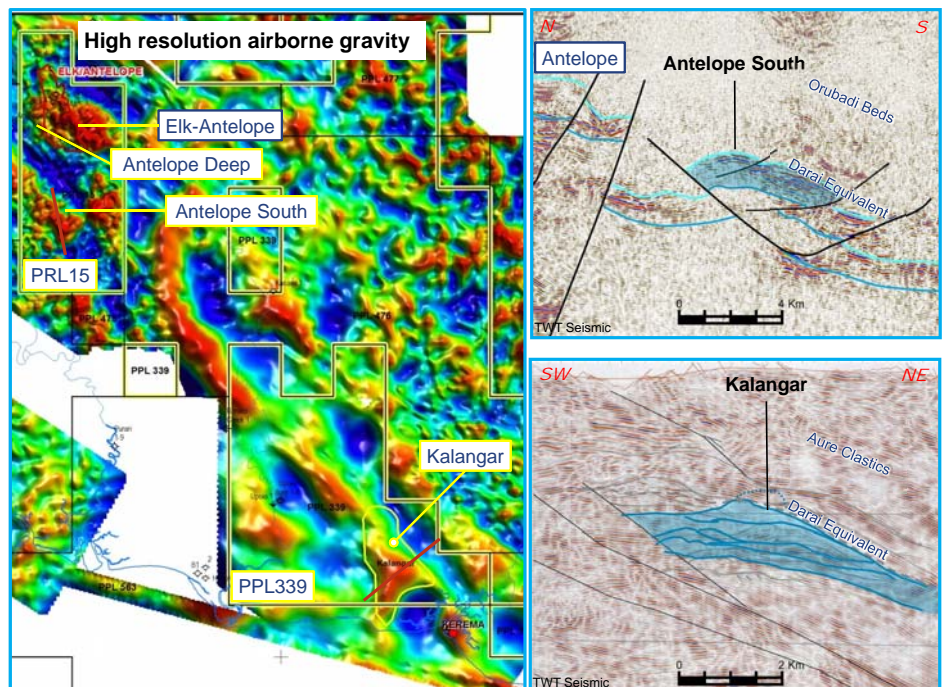 High resolution airborne gravity
ELK/ANTELOPE
PPL 477
Elk-Antelope
Antelope Deep
Antelope South
PPL 339
PRL15
PPL 476
PPL 339
Kalangar
PPL 339
Kalangar
PPL339
PPL 563
KEREMA
N
S
Antelope
Antelope South
Orubadi Beds
Darai Equivalent
0
4 Km
TWT Seismic
SW
NE
Kalangar
Aure Clastics
Darai Equivalent
0
2 Km
TWT Seismic